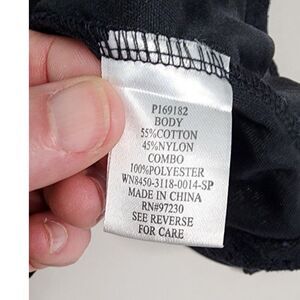 P169182
BODY
55%COTTON
45%NYLON
COMBO
100%POLYESTER
WN8450-3118-0014-SP
MADE IN CHINA
RN#97230
SEE REVERSE
FOR CARE